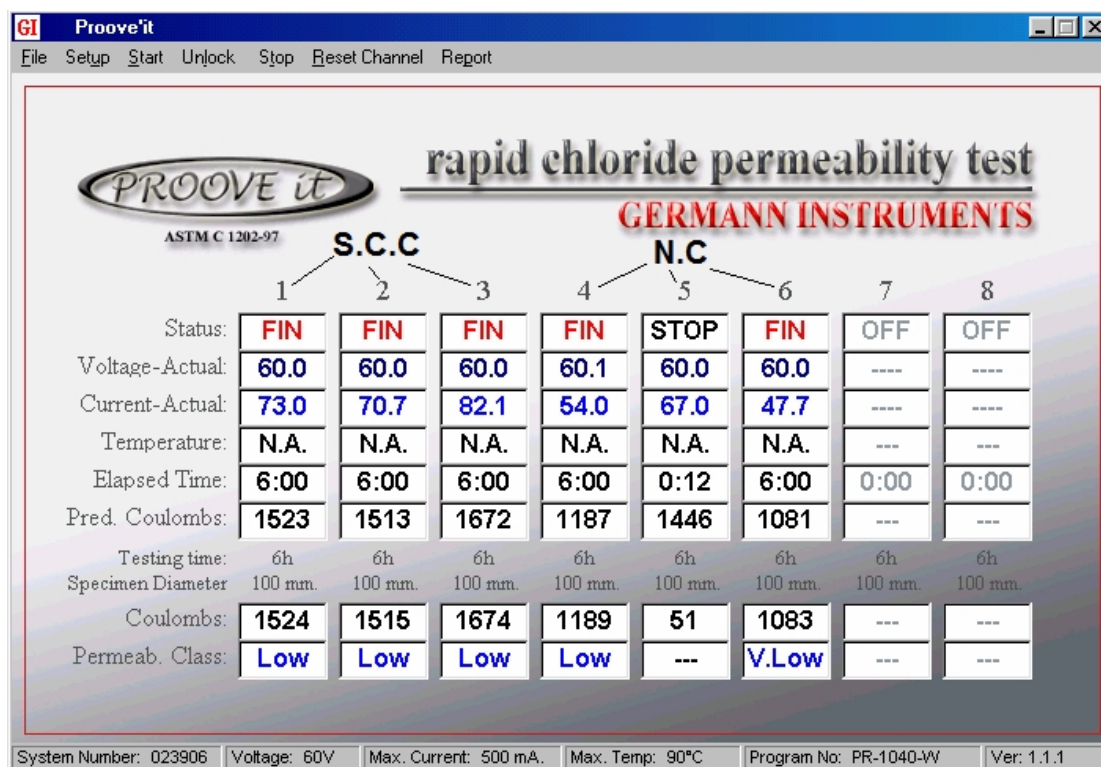 GI Proove'it
File Setup Start Unlock Stop Reset Channel Report
rapid chloride permeability test
PROOVE it
GERMANN INSTRUMENTS
ASTM C 1202-97
S.C.C N.C
1 2 3 4 5 6 7 8
Status: FIN FIN FIN FIN STOP FIN OFF OFF
Voltage-Actual: 60.0 60.0 60.0 60.1 60.0 60.0 ---- ----
Current-Actual: 73.0 70.7 82.1 54.0 67.0 47.7 ---- ----
Temperature: N.A. N.A. N.A. N.A. N.A. N.A. --- ---
Elapsed Time: 6:00 6:00 6:00 6:00 0:12 6:00 0:00 0:00
Pred. Coulombs: 1523 1513 1672 1187 1446 1081 --- ---
Testing time: 6h 6h 6h 6h 6h 6h 6h 6h
Specimen Diameter 100 mm. 100 mm. 100 mm. 100 mm. 100 mm. 100 mm. 100 mm. 100 mm.
Coulombs: 1524 1515 1674 1189 51 1083 --- ---
Permeab. Class: Low Low Low Low --- V.Low --- ---
System Number: 023906 Voltage: 60V Max. Current: 500 mA. Max. Temp: 90°C Program No: PR-1040-W Ver: 1.1.1